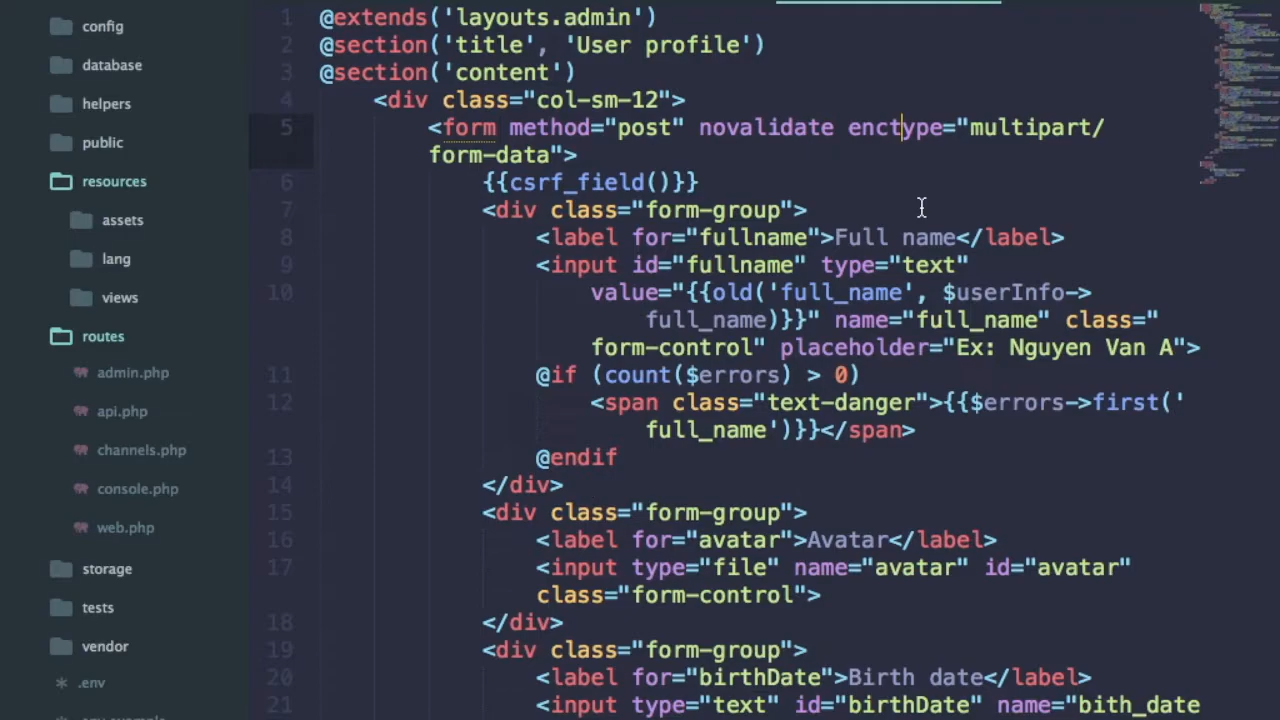 config
database
helpers
public
resources
assets
lang
views
routes
admin.php
api.php
channels.php
console.php
web.php
storage
tests
vendor
.env
1 @extends('layouts.admin')
2 @section('title', 'User profile')
3 @section('content')
4 <div class="col-sm-12">
5 <form method="post" novalidate enctype="multipart/
form-data">
6 {{csrf_field()}}
7 <div class="form-group">
8 <label for="fullname">Full name</label>
9 <input id="fullname" type="text"
10 value="{{old('full_name', $userInfo->
full_name)}}" name="full_name" class="
form-control" placeholder="Ex: Nguyen Van A">
11 @if (count($errors) > 0)
12 <span class="text-danger">{{$errors->first('
full_name')}}</span>
13 @endif
14 </div>
15 <div class="form-group">
16 <label for="avatar">Avatar</label>
17 <input type="file" name="avatar" id="avatar"
class="form-control">
18 </div>
19 <div class="form-group">
20 <label for="birthDate">Birth date</label>
21 <input type="text" id="birthDate" name="bith_date